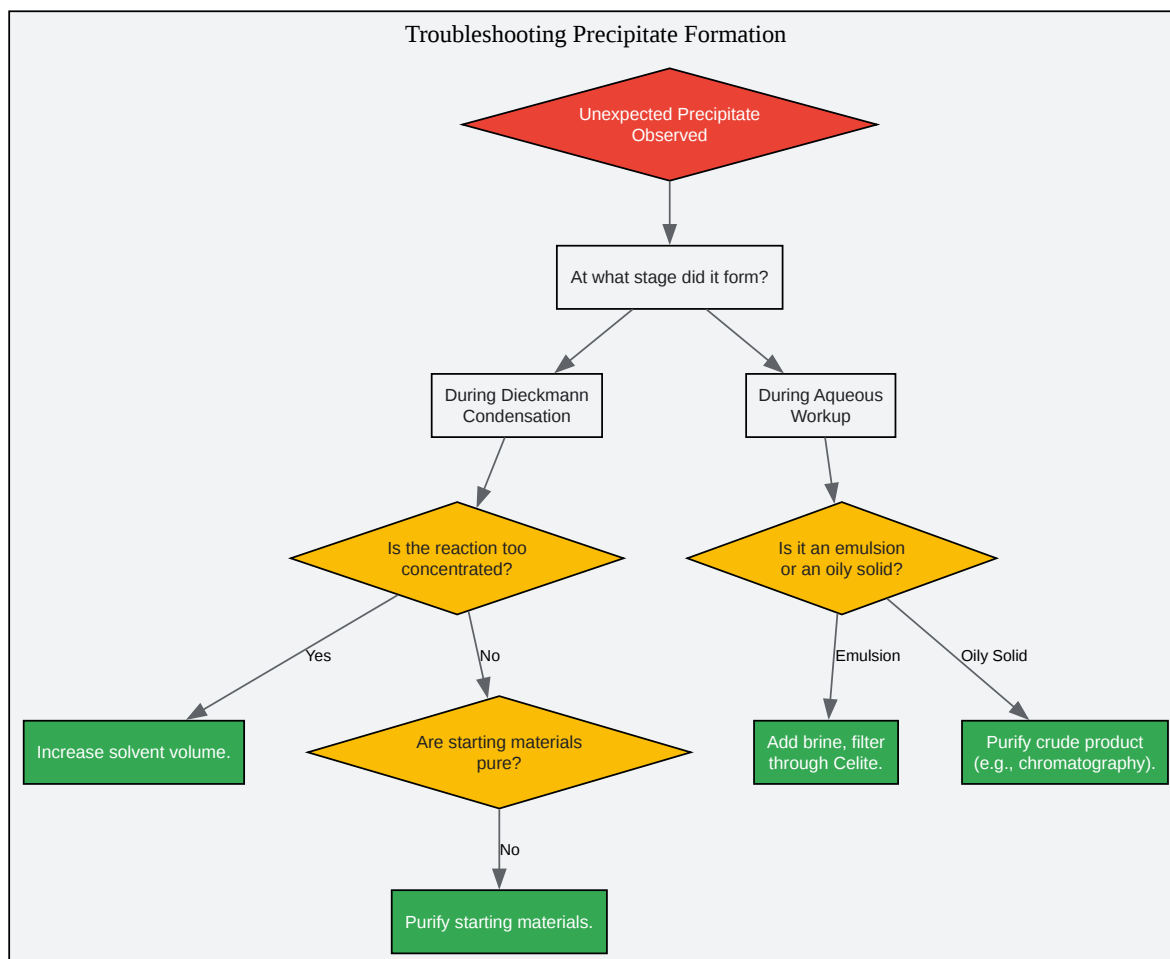 Troubleshooting Precipitate Formation
Unexpected Precipitate
Observed
At what stage did it form?
During Dieckmann
Condensation
During Aqueous
Workup
Is the reaction too
concentrated?
Is it an emulsion
or an oily solid?
Yes
No
Emulsion
Oily Solid
Increase solvent volume.
Are starting materials
pure?
Add brine, filter
through Celite.
Purify crude product
(e.g., chromatography).
No
Purify starting materials.